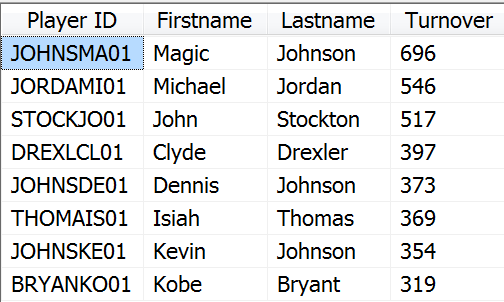 Player ID Firstname Lastname Turnover
JOHNSMA01 Magic Johnson 696
JORDAMI01 Michael Jordan 546
STOCKJO01 John Stockton 517
DREXLCL01 Clyde Drexler 397
JOHNSDE01 Dennis Johnson 373
THOMAIS01 Isiah Thomas 369
JOHNSKE01 Kevin Johnson 354
BRYANKO01 Kobe Bryant 319